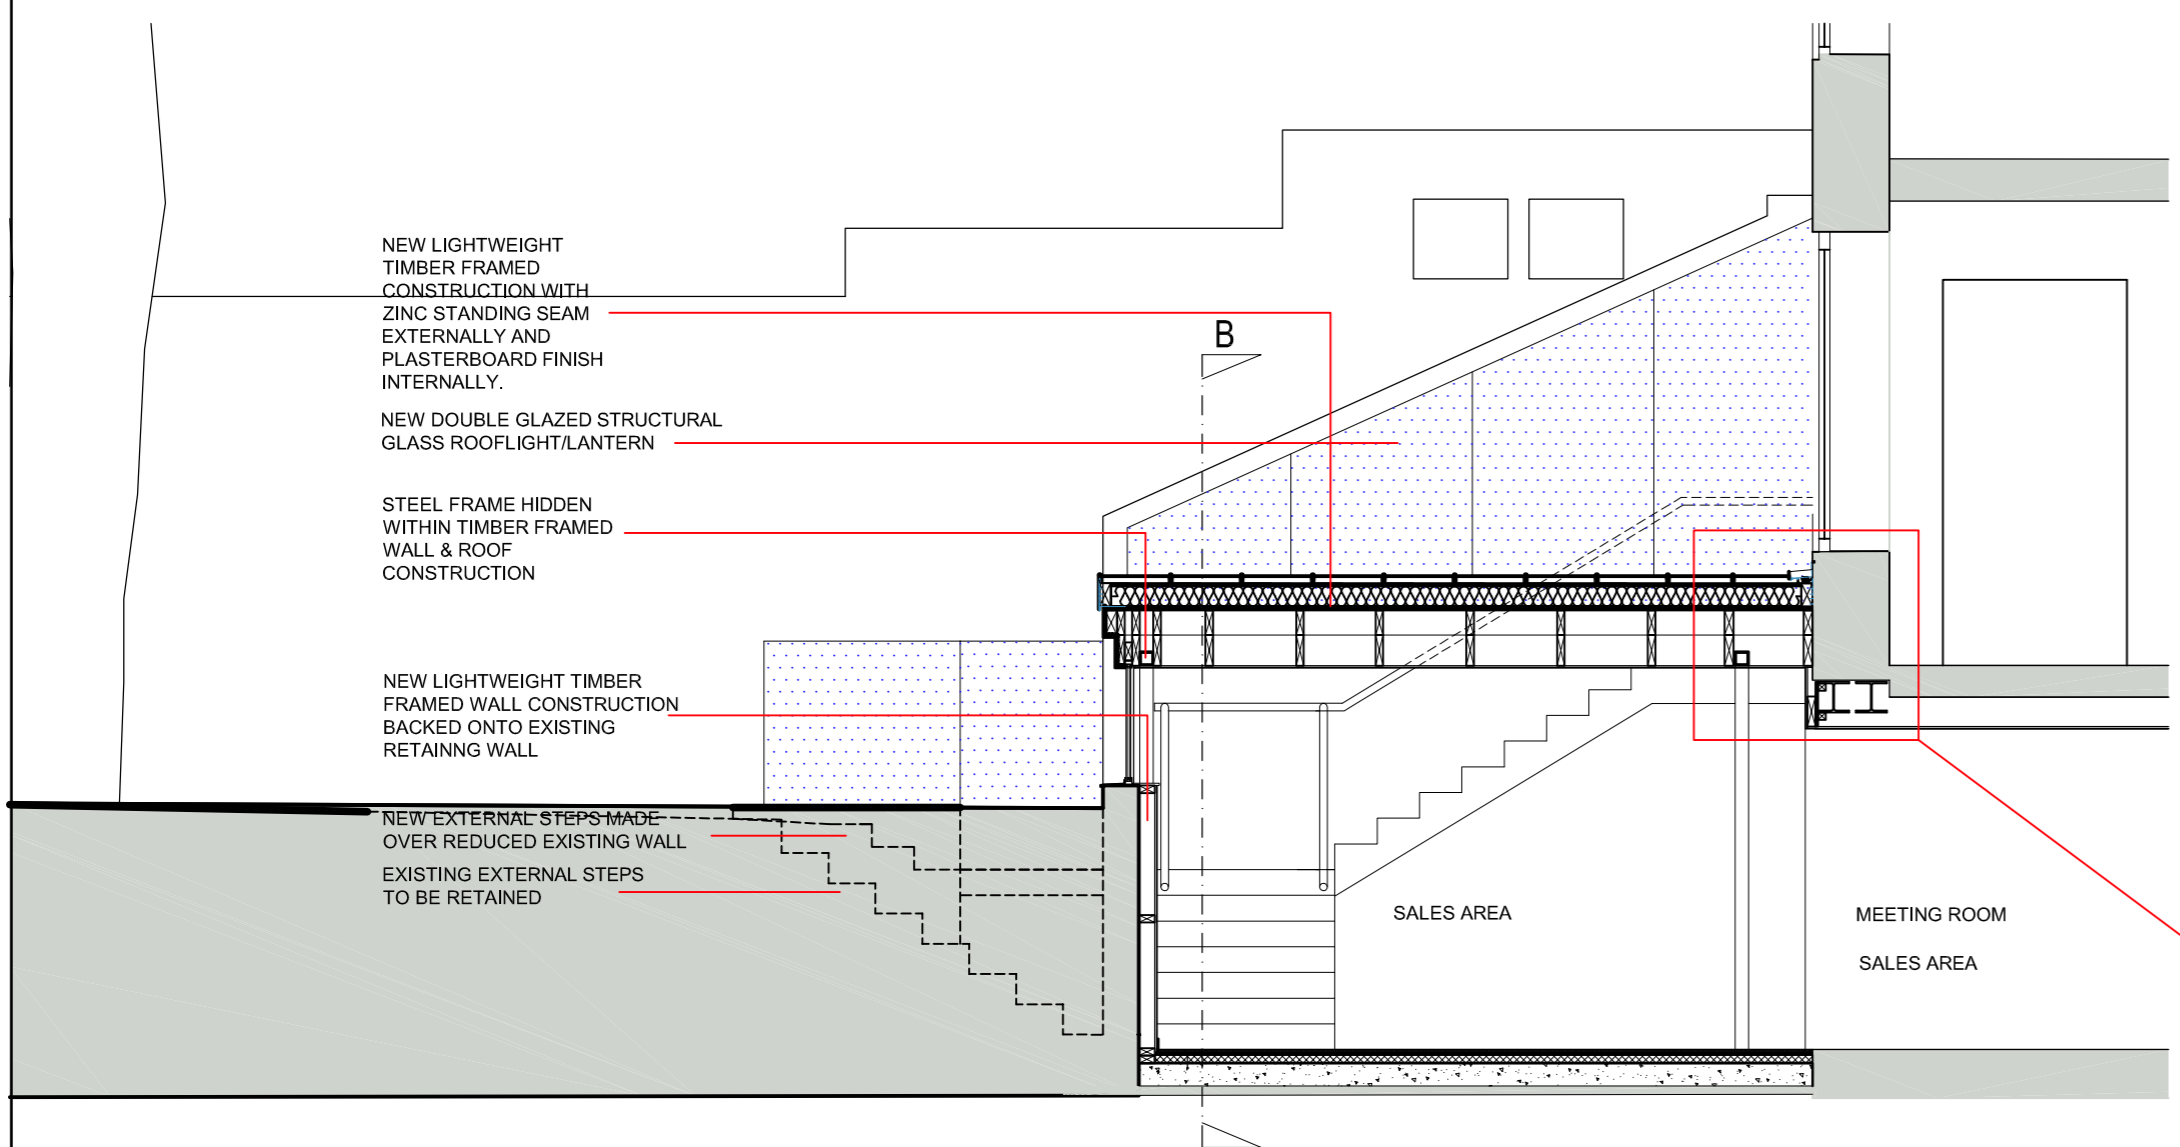 NEW LIGHTWEIGHT
TIMBER FRAMED
CONSTRUCTION WITH
ZINC STANDING SEAM
EXTERNALLY AND
PLASTERBOARD FINISH
INTERNALLY.
B
NEW DOUBLE GLAZED STRUCTURAL
GLASS ROOFLIGHT/LANTERN
STEEL FRAME HIDDEN
WITHIN TIMBER FRAMED
WALL & ROOF
CONSTRUCTION
NEW LIGHTWEIGHT TIMBER
FRAMED WALL CONSTRUCTION
BACKED ONTO EXISTING
RETAINNG WALL
NEW EXTERNAL STEPS MADE
OVER REDUCED EXISTING WALL
EXISTING EXTERNAL STEPS
TO BE RETAINED
SALES AREA
MEETING ROOM
SALES AREA